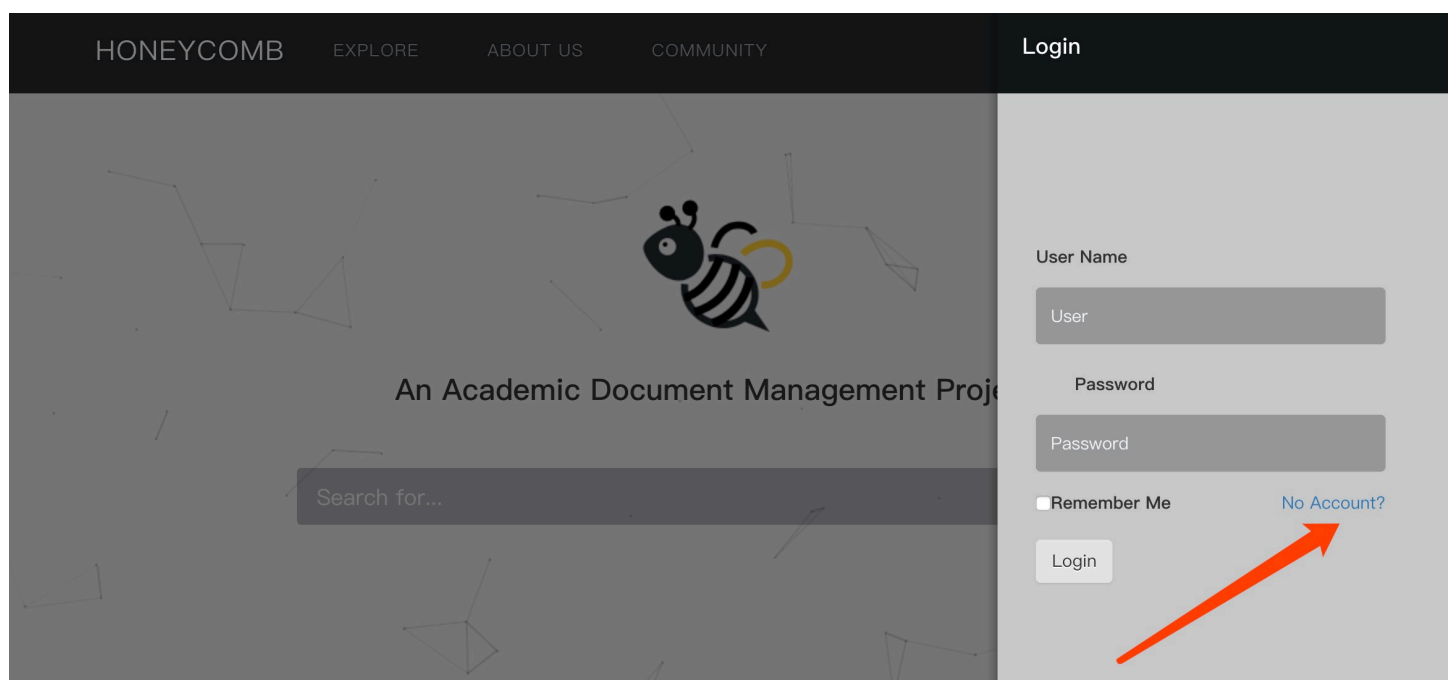 HONEYCOMB EXPLORE ABOUT US COMMUNITY
An Academic Document Management Proje
Search for...
Login
User Name
User
Password
Password
Remember Me No Account?
Login